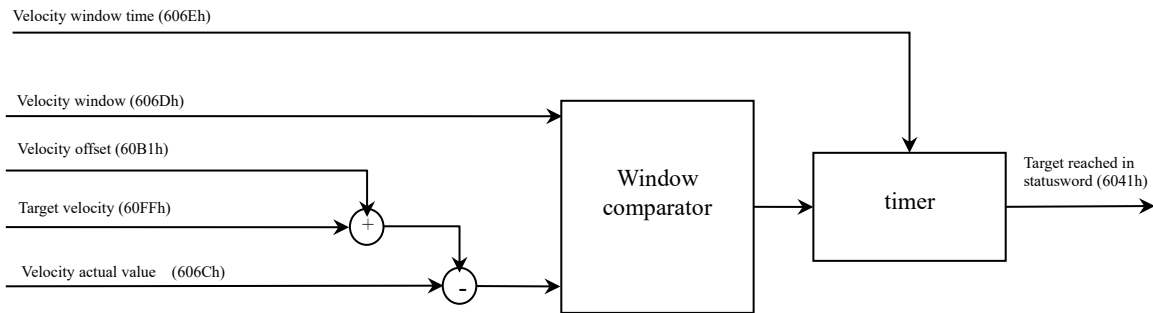 Velocity window time (606Eh)
Velocity window (606Dh)
Velocity offset (60B1h)
Target velocity (60FFh)
+
Velocity actual value (606Ch)
-
Window
comparator
timer
Target reached in
statusword (6041h)